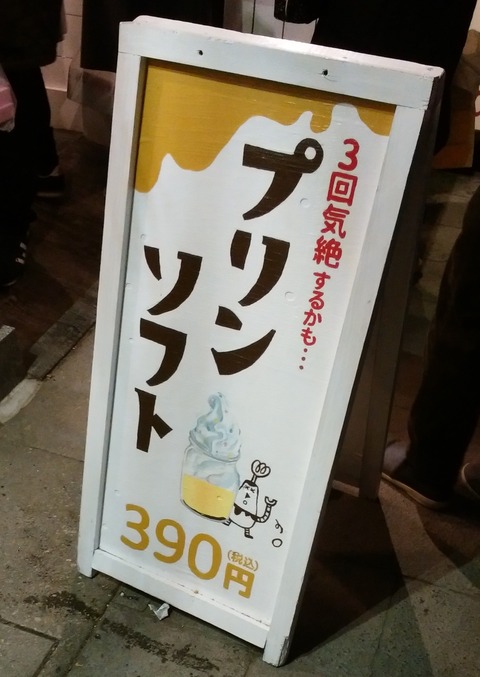 3回気絶するかも…
プリン
ソフト
390円
(税込)